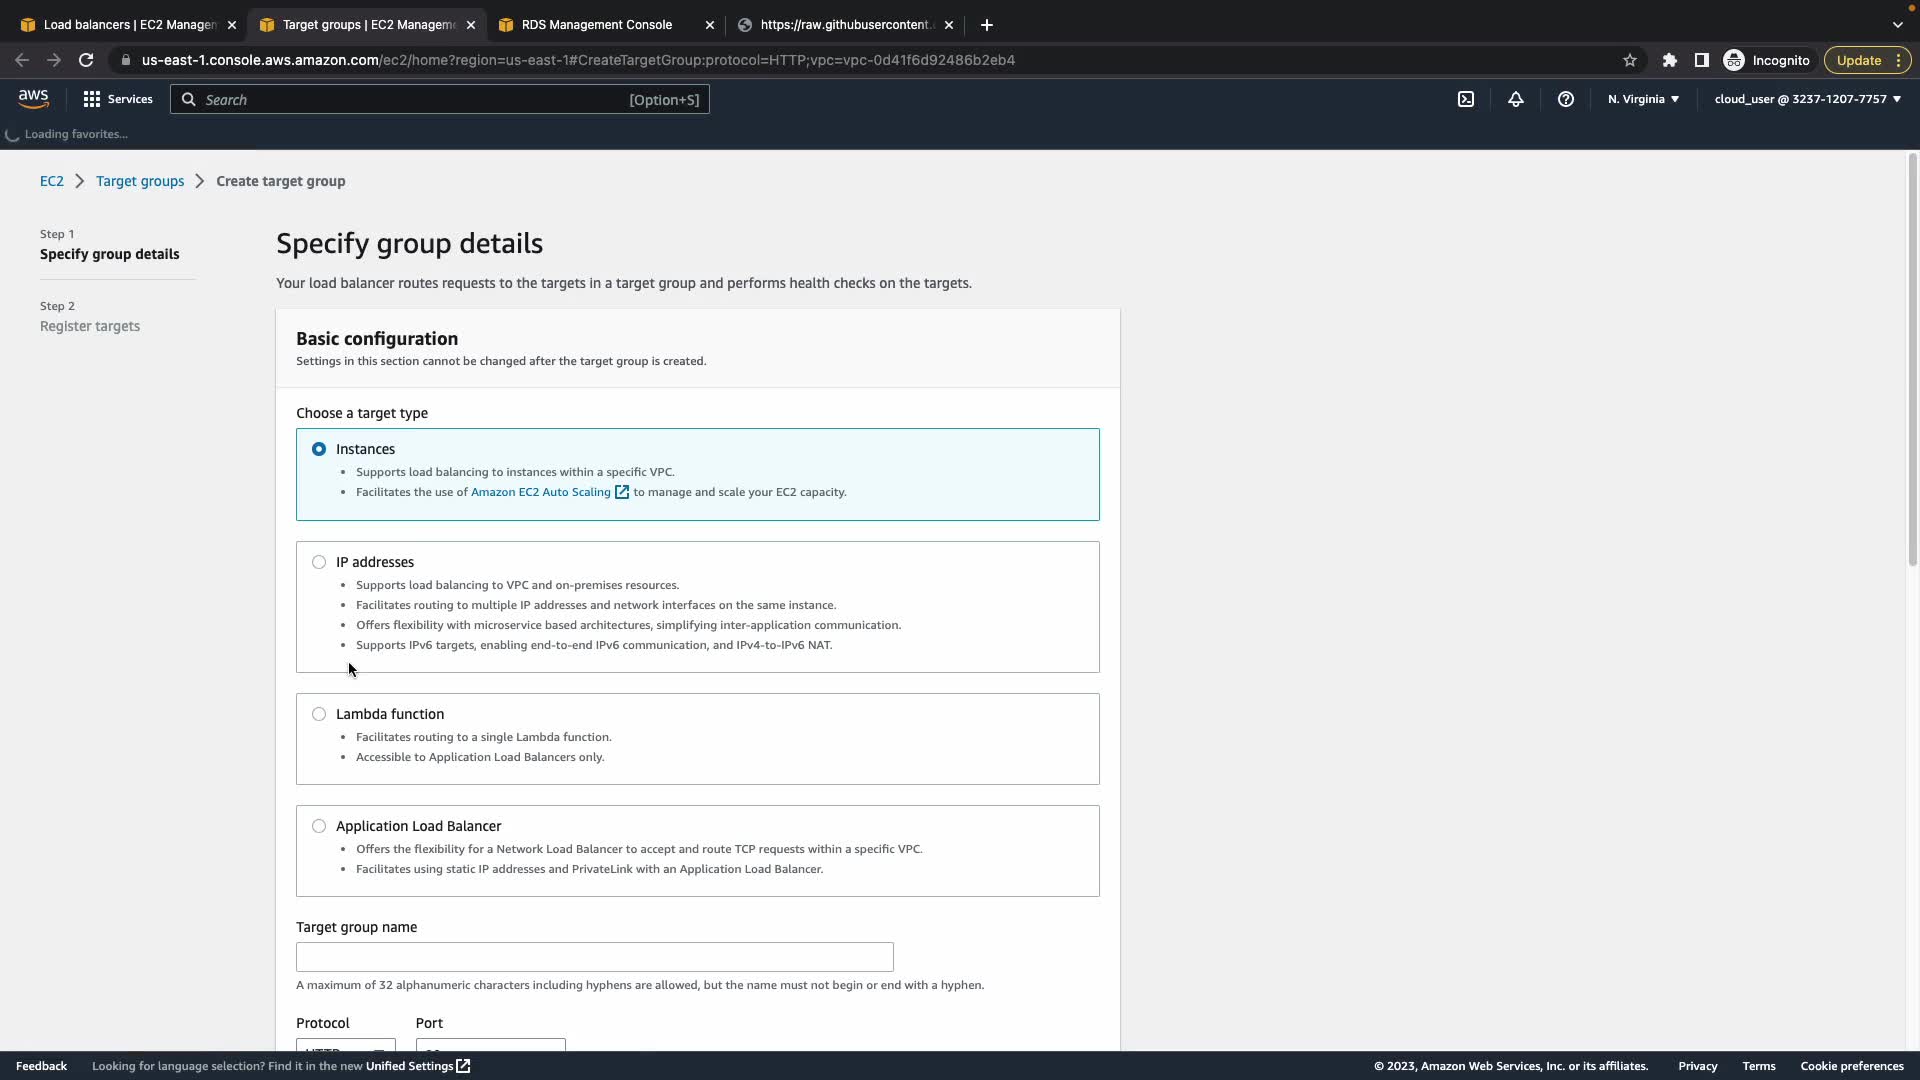 Load balancers | EC2 Managen
Target groups | EC2 Managem
RDS Management Console
https://raw.githubusercontent.
us-east-1.console.aws.amazon.com/ec2/home?region=us-east-1#CreateTargetGroup:protocol=HTTP;vpc=vpc-0d41f6d92486b2eb4
Incognito
Update
aws
Services
Search
[Option+S]
N. Virginia
cloud_user @ 3237-1207-7757
Loading favorites...
EC2
Target groups
Create target group
Step 1
Specify group details
Step 2
Register targets
Specify group details
Your load balancer routes requests to the targets in a target group and performs health checks on the targets.
Basic configuration
Settings in this section cannot be changed after the target group is created.
Choose a target type
Instances
• Supports load balancing to instances within a specific VPC.
• Facilitates the use of Amazon EC2 Auto Scaling to manage and scale your EC2 capacity.
IP addresses
• Supports load balancing to VPC and on-premises resources.
• Facilitates routing to multiple IP addresses and network interfaces on the same instance.
• Offers flexibility with microservice based architectures, simplifying inter-application communication.
• Supports IPv6 targets, enabling end-to-end IPv6 communication, and IPv4-to-IPv6 NAT.
Lambda function
• Facilitates routing to a single Lambda function.
• Accessible to Application Load Balancers only.
Application Load Balancer
• Offers the flexibility for a Network Load Balancer to accept and route TCP requests within a specific VPC.
• Facilitates using static IP addresses and PrivateLink with an Application Load Balancer.
Target group name
A maximum of 32 alphanumeric characters including hyphens are allowed, but the name must not begin or end with a hyphen.
Protocol
Port
Feedback
Looking for language selection? Find it in the new Unified Settings
© 2023, Amazon Web Services, Inc. or its affiliates.
Privacy
Terms
Cookie preferences